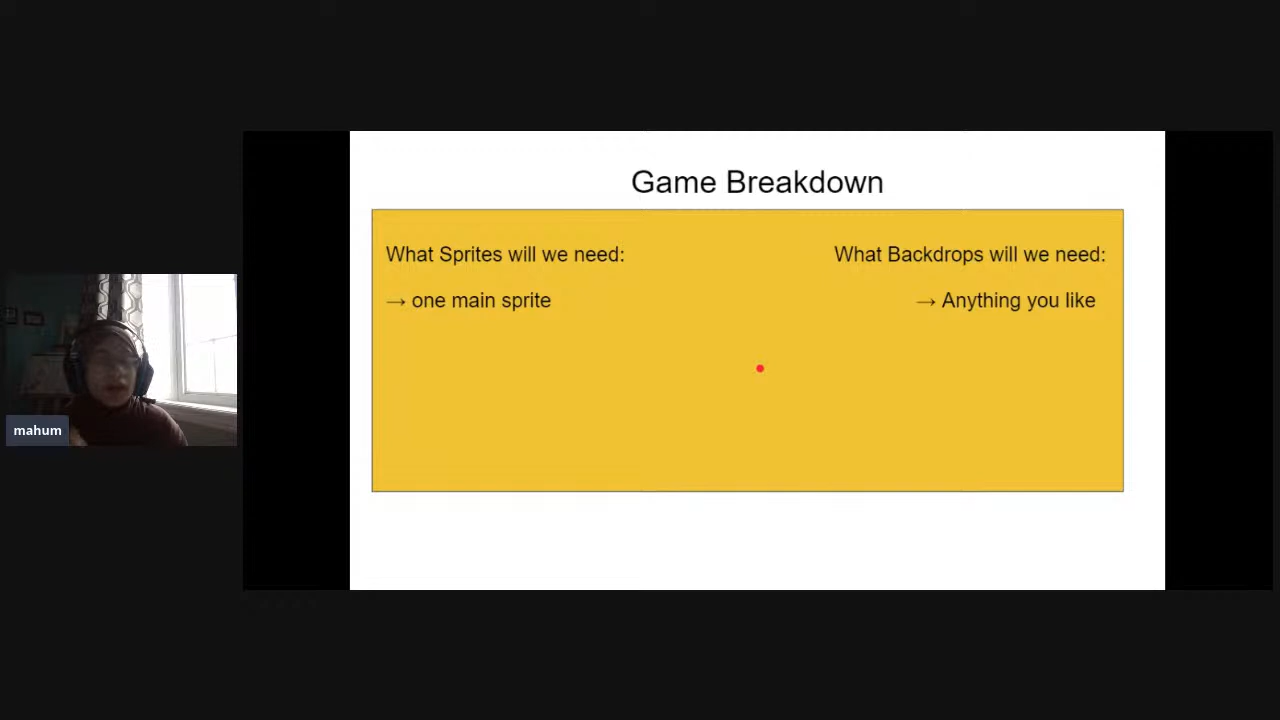 Game Breakdown
What Sprites will we need:
→ one main sprite
What Backdrops will we need:
→ Anything you like
mahum